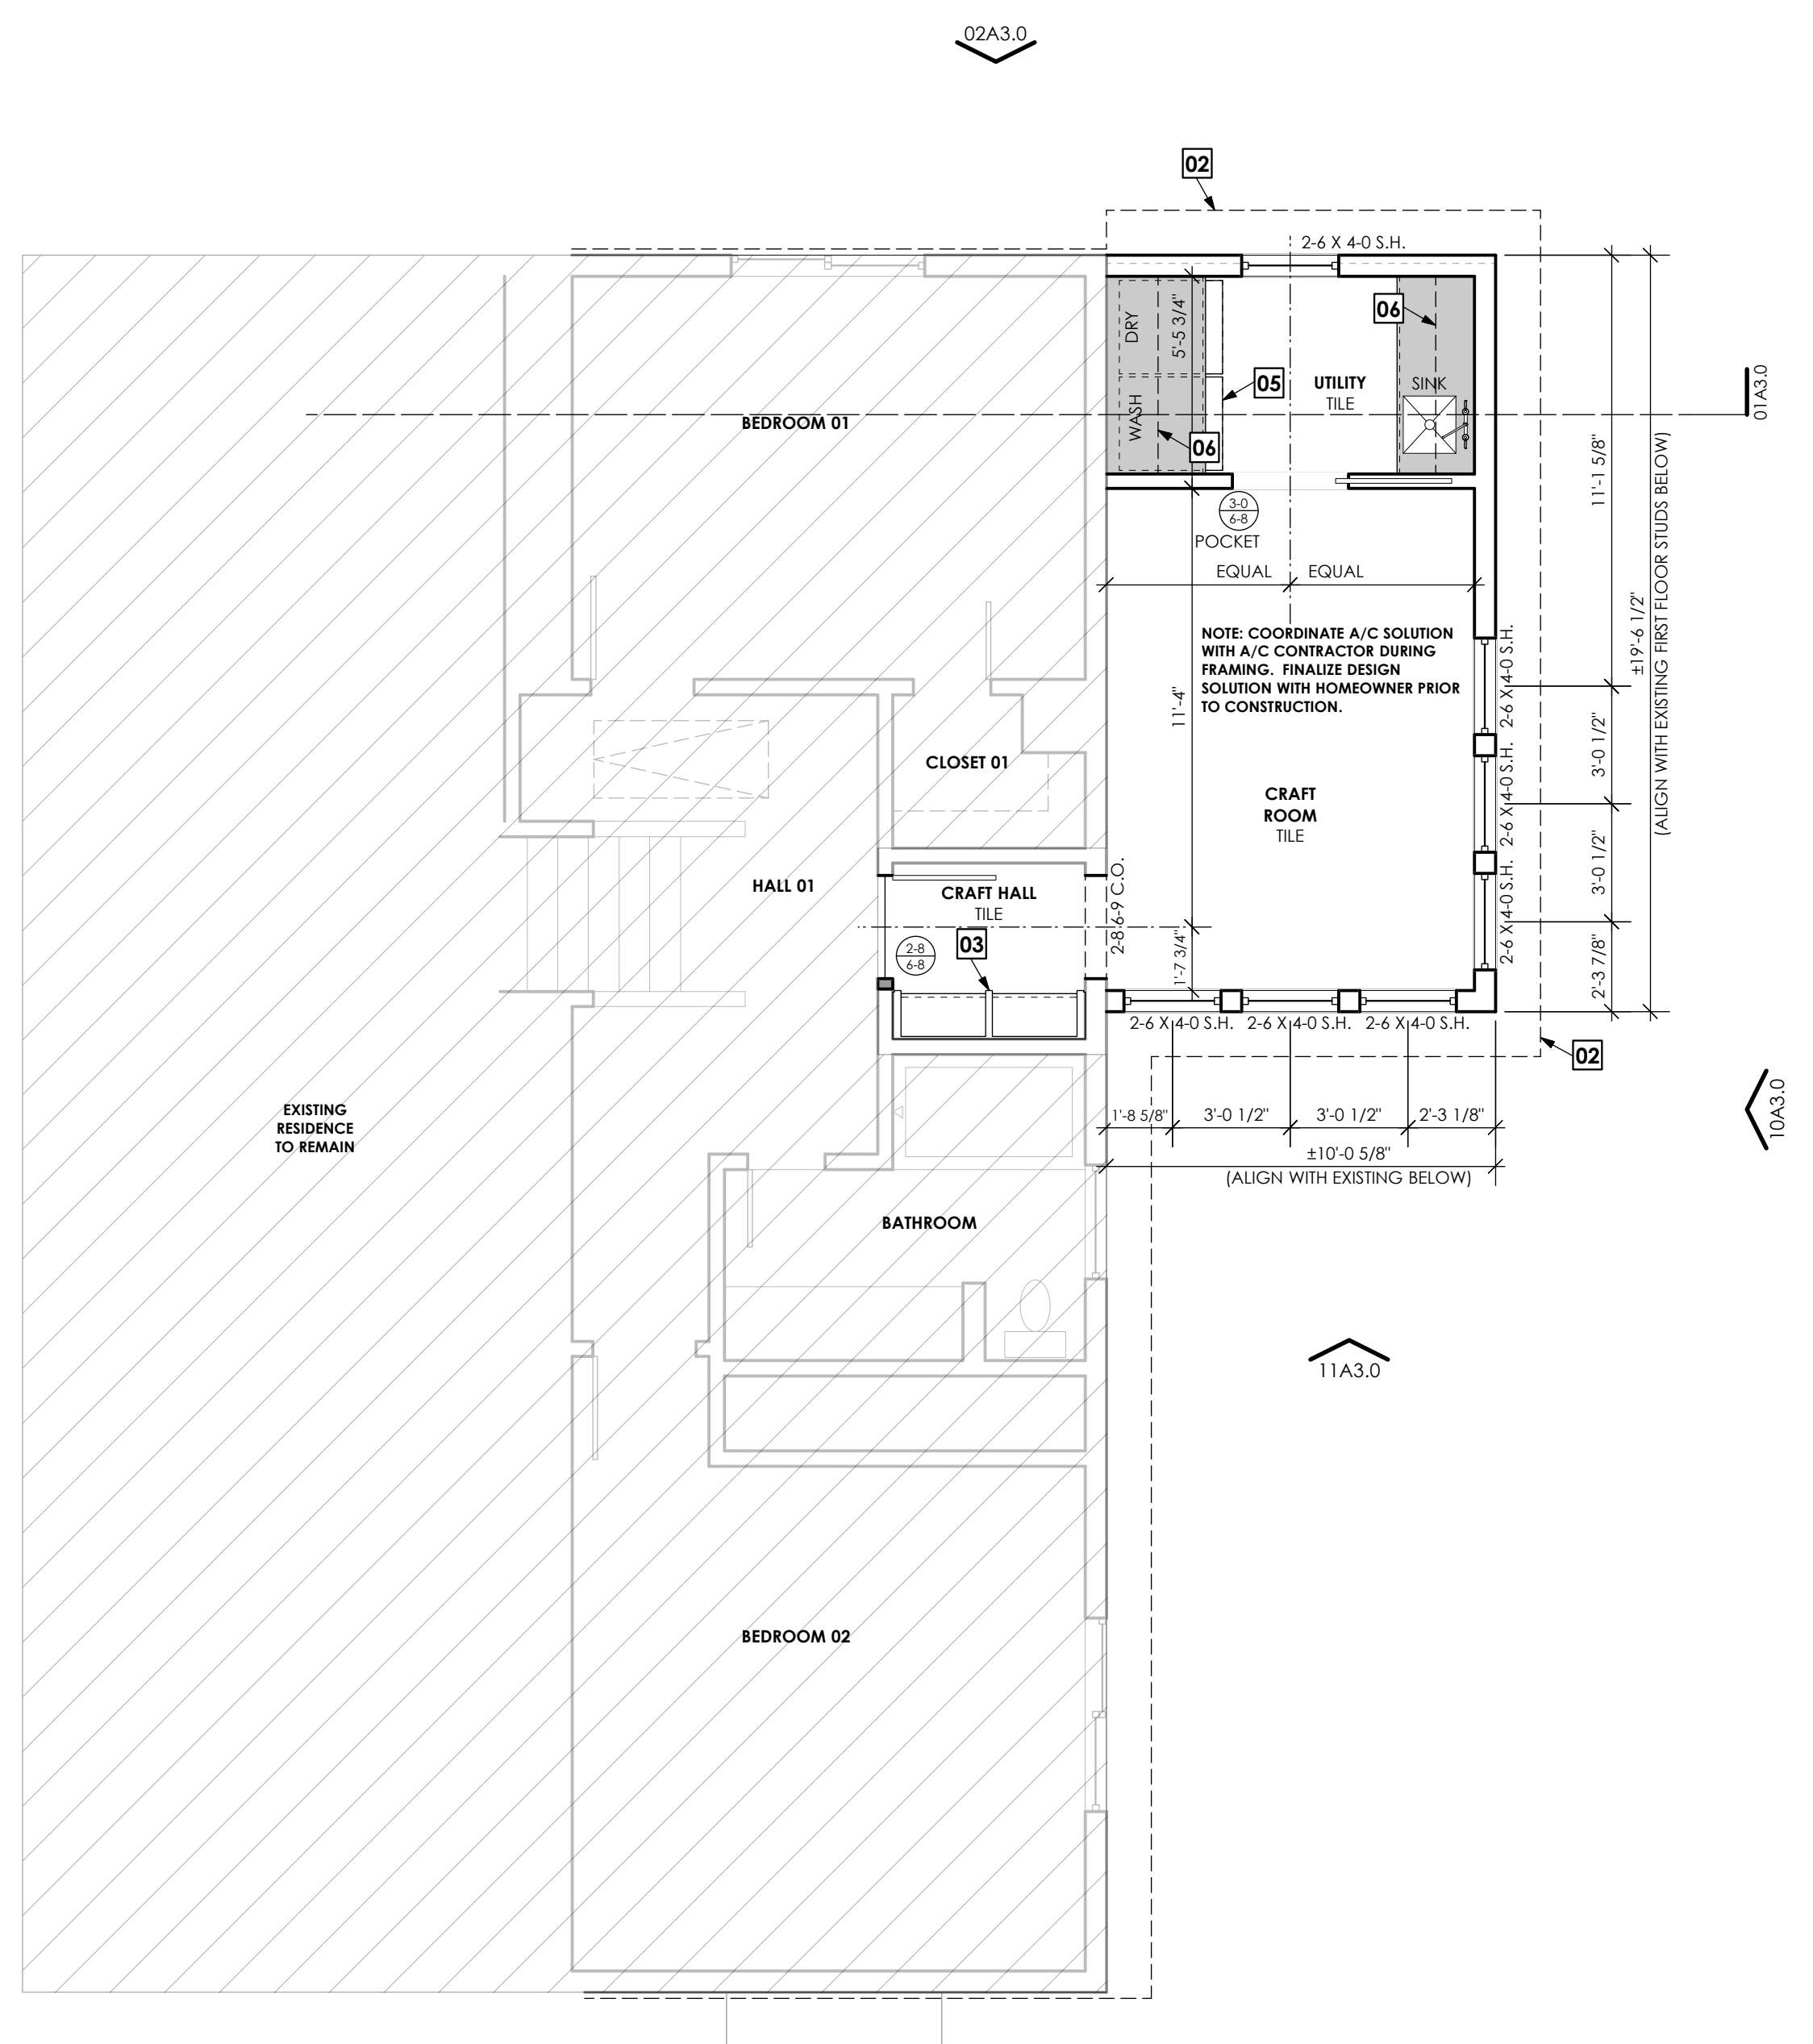 02A3.0
02
2-6 X 4-0 S.H.
DRY
5'-5 3/4"
06
05
UTILITY
TILE
SINK
WASH
06
01A3.0
BEDROOM 01
3-0
6-8
POCKET
EQUAL
EQUAL
11'-1 5/8"
±19'-6 1/2"
(ALIGN WITH EXISTING FIRST FLOOR STUDS BELOW)
NOTE: COORDINATE A/C SOLUTION
WITH A/C CONTRACTOR DURING
FRAMING. FINALIZE DESIGN
SOLUTION WITH HOMEOWNER PRIOR
TO CONSTRUCTION.
11'-4"
2-6 X 4-0 S.H.
3'-0 1/2"
CLOSET 01
CRAFT
ROOM
TILE
2-6 X 4-0 S.H.
3'-0 1/2"
HALL 01
CRAFT HALL
TILE
2-8 6-9 C.O.
2-6 X 4-0 S.H.
2-8
6-8
03
1'-7 3/4"
2'-3 7/8"
2-6 X 4-0 S.H.
2-6 X 4-0 S.H.
2-6 X 4-0 S.H.
02
EXISTING
RESIDENCE
TO REMAIN
1'-8 5/8"
3'-0 1/2"
3'-0 1/2"
2'-3 1/8"
10A3.0
±10'-0 5/8"
(ALIGN WITH EXISTING BELOW)
BATHROOM
11A3.0
BEDROOM 02